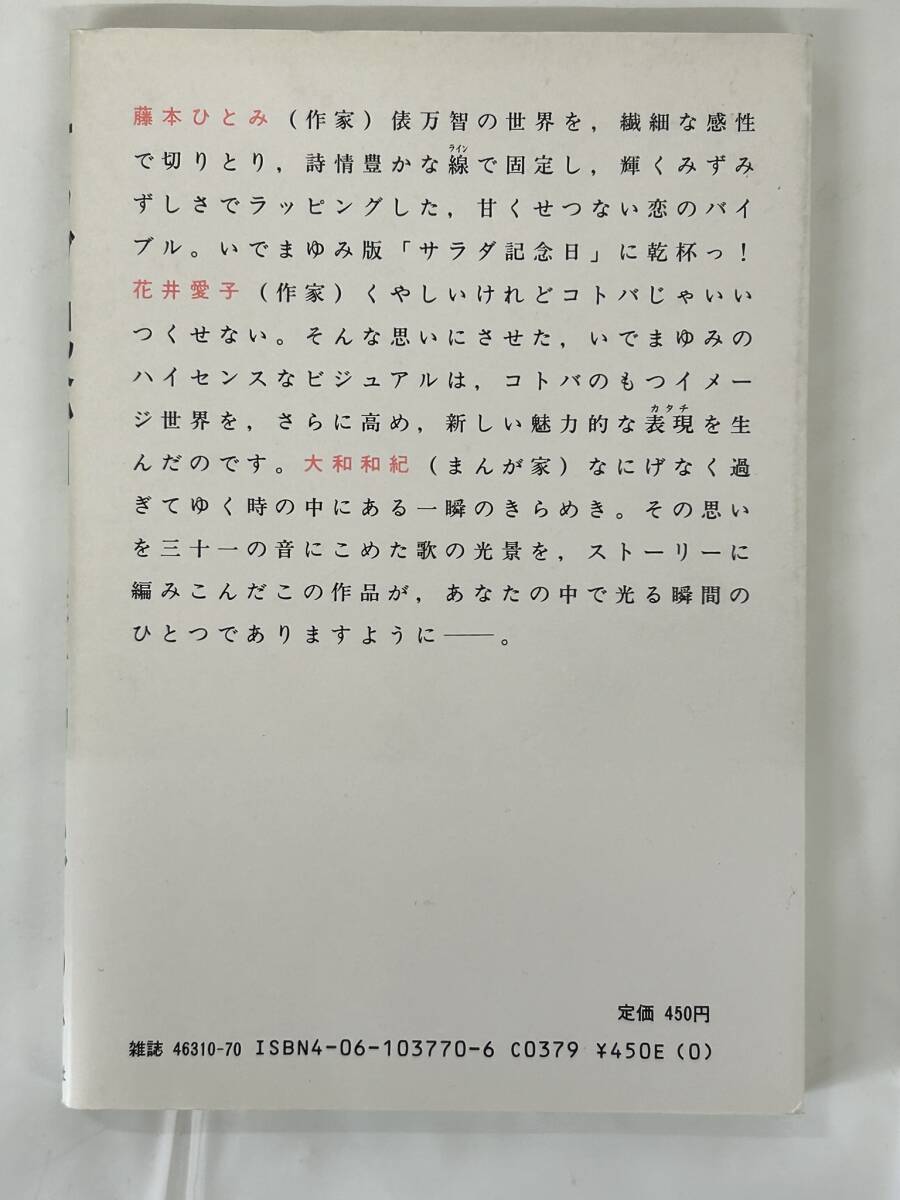 藤本ひとみ(作家)俵万智の世界を,繊細な感性
で切りとり,詩情豊かな線で固定し,輝くみずみ
ライン
ずしさでラッピングした,甘くせつない恋のバイ
ブル。いでまゆみ版「サラダ記念日」に乾杯っ!
花井愛子(作家)くやしいけれどコトバじゃいい
つくせない。そんな思いにさせた,いでまゆみの
ハイセンスなビジュアルは,コトバのもつイメー
ジ世界を,さらに高め,新しい魅力的な表現を生
カタチ
んだのです。大和和紀(まんが家)なにげなく過
ぎてゆく時の中にある一瞬のきらめき。その思い
を三十一の音にこめた歌の光景を,ストーリーに
編みこんだこの作品が,あなたの中で光る瞬間の
ひとつでありますように――。
定価 450円
雑誌 46310-70 ISBN4-06-103770-6 C0379 ¥450E(0)